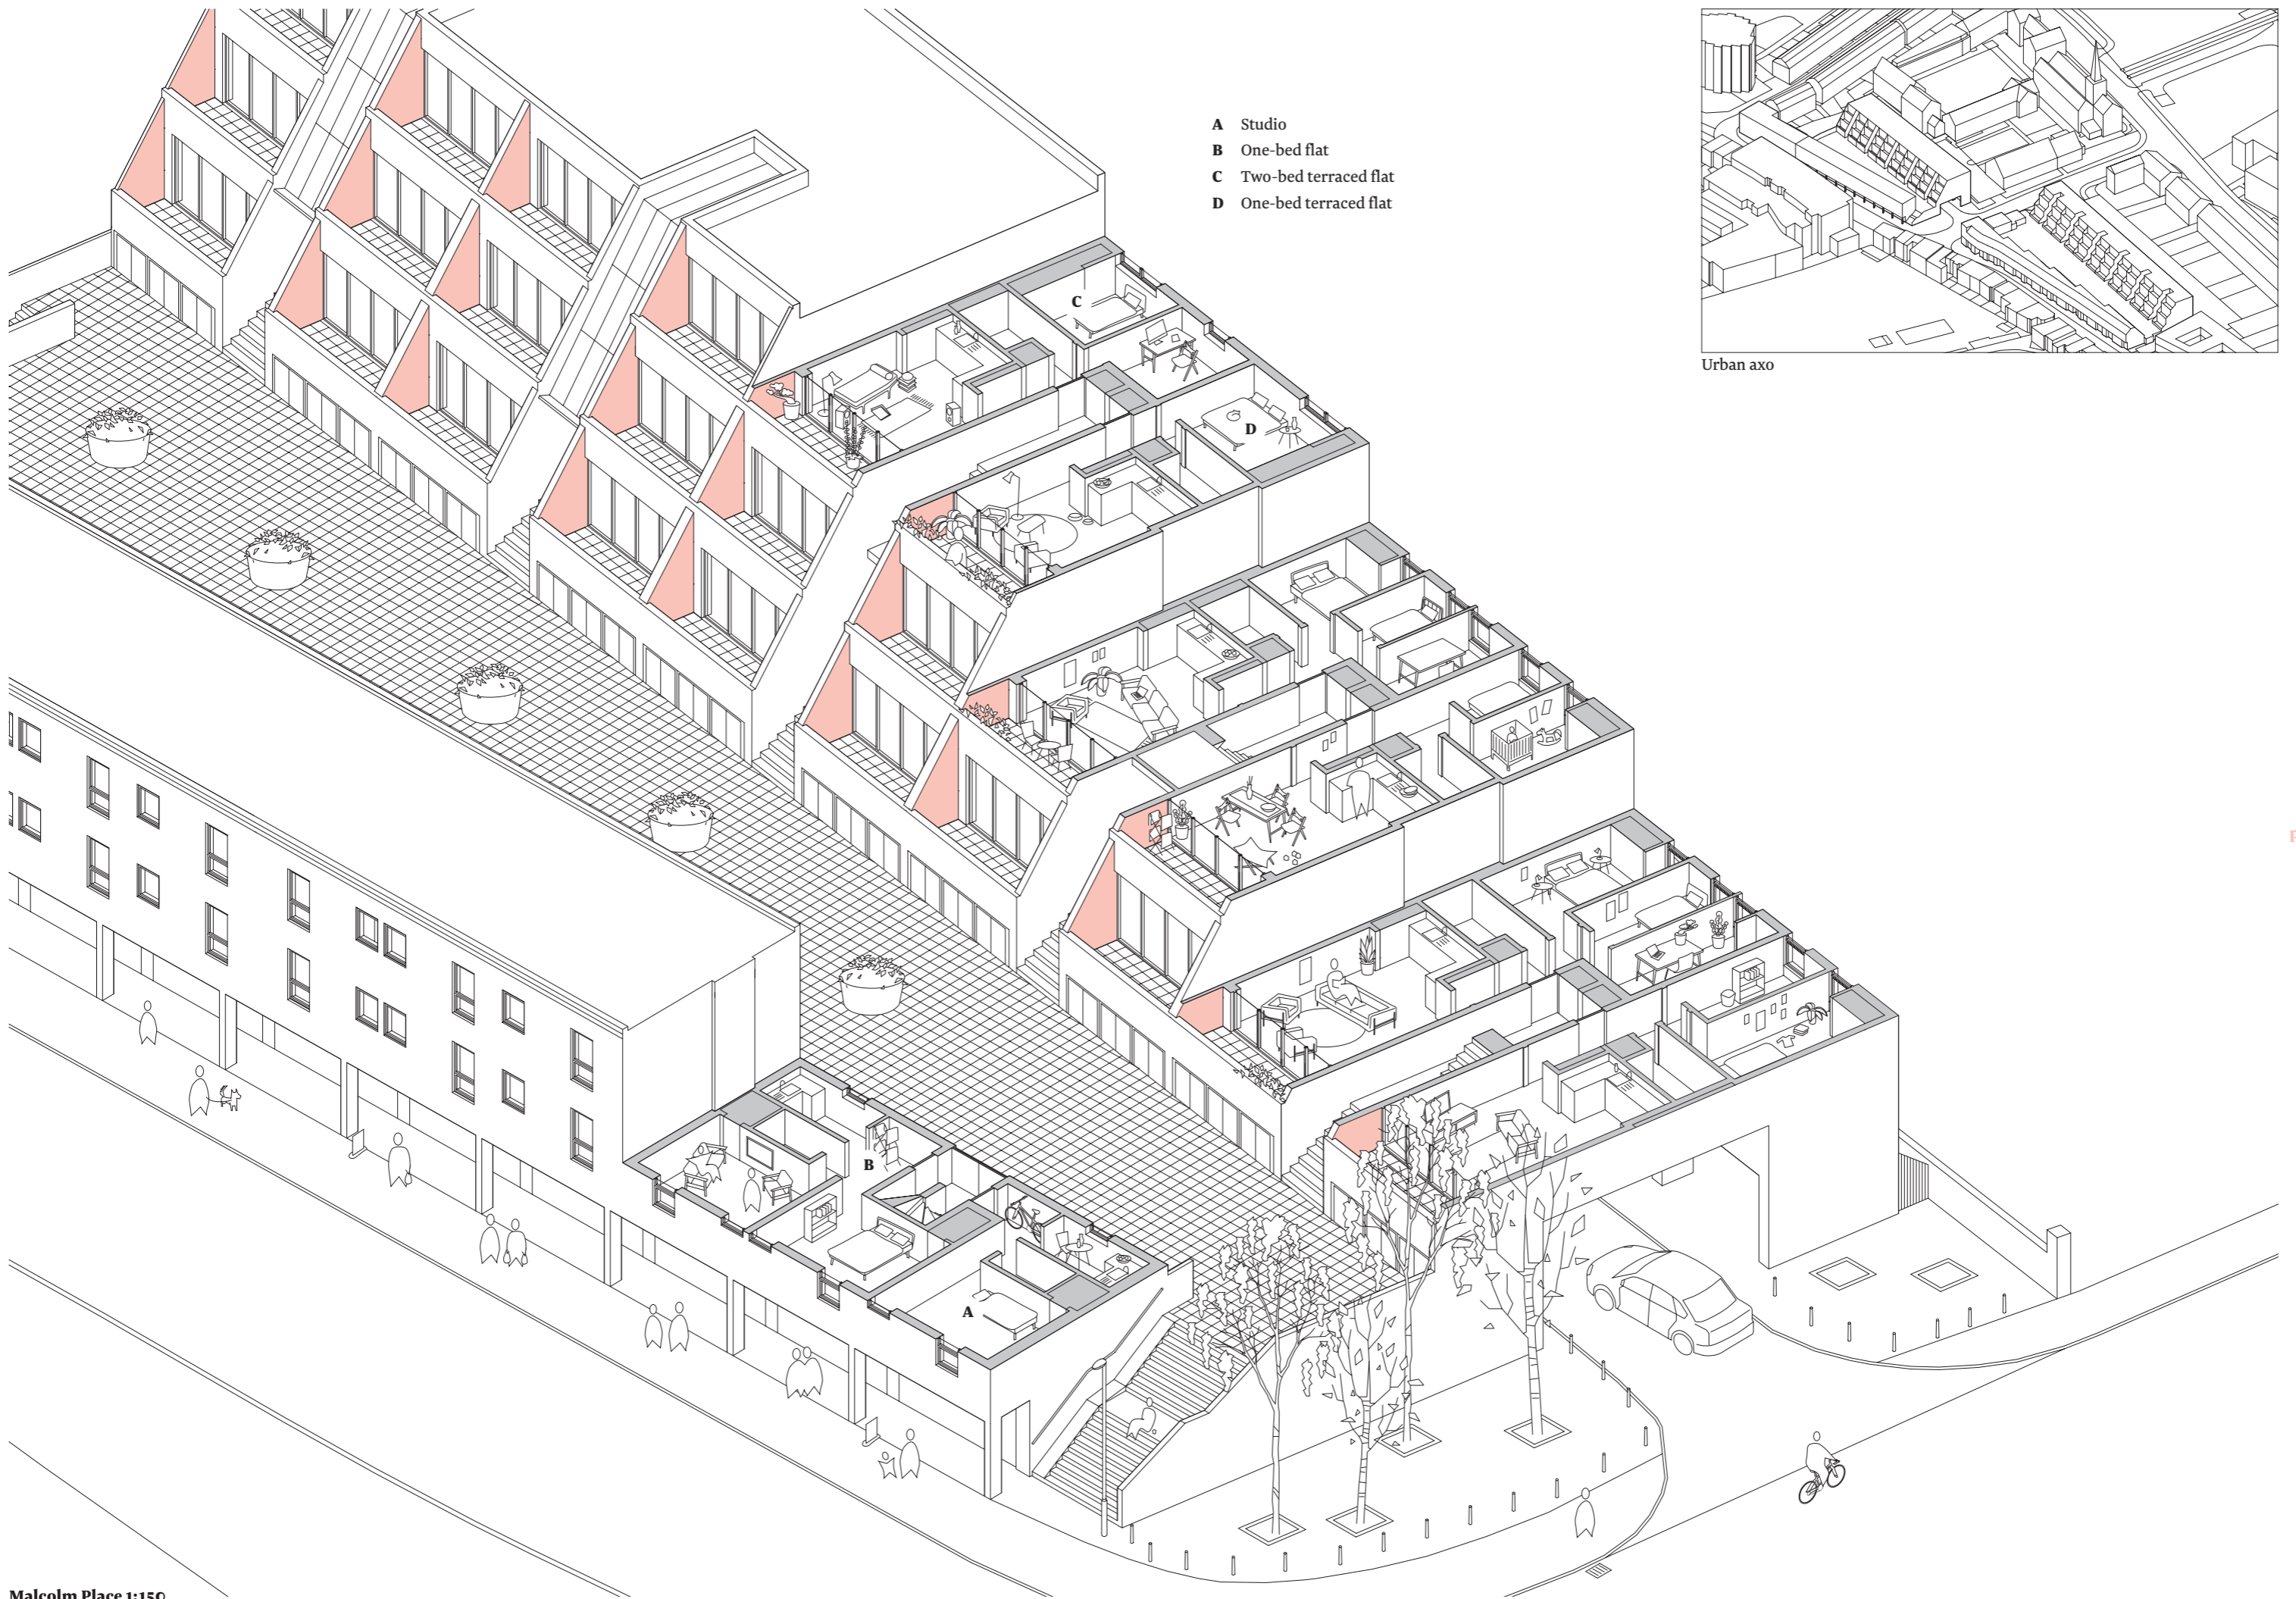 A Studio
B One-bed flat
C Two-bed terraced flat
D One-bed terraced flat
Urban axo
C
D
B
A
Malcolm Place 1:150